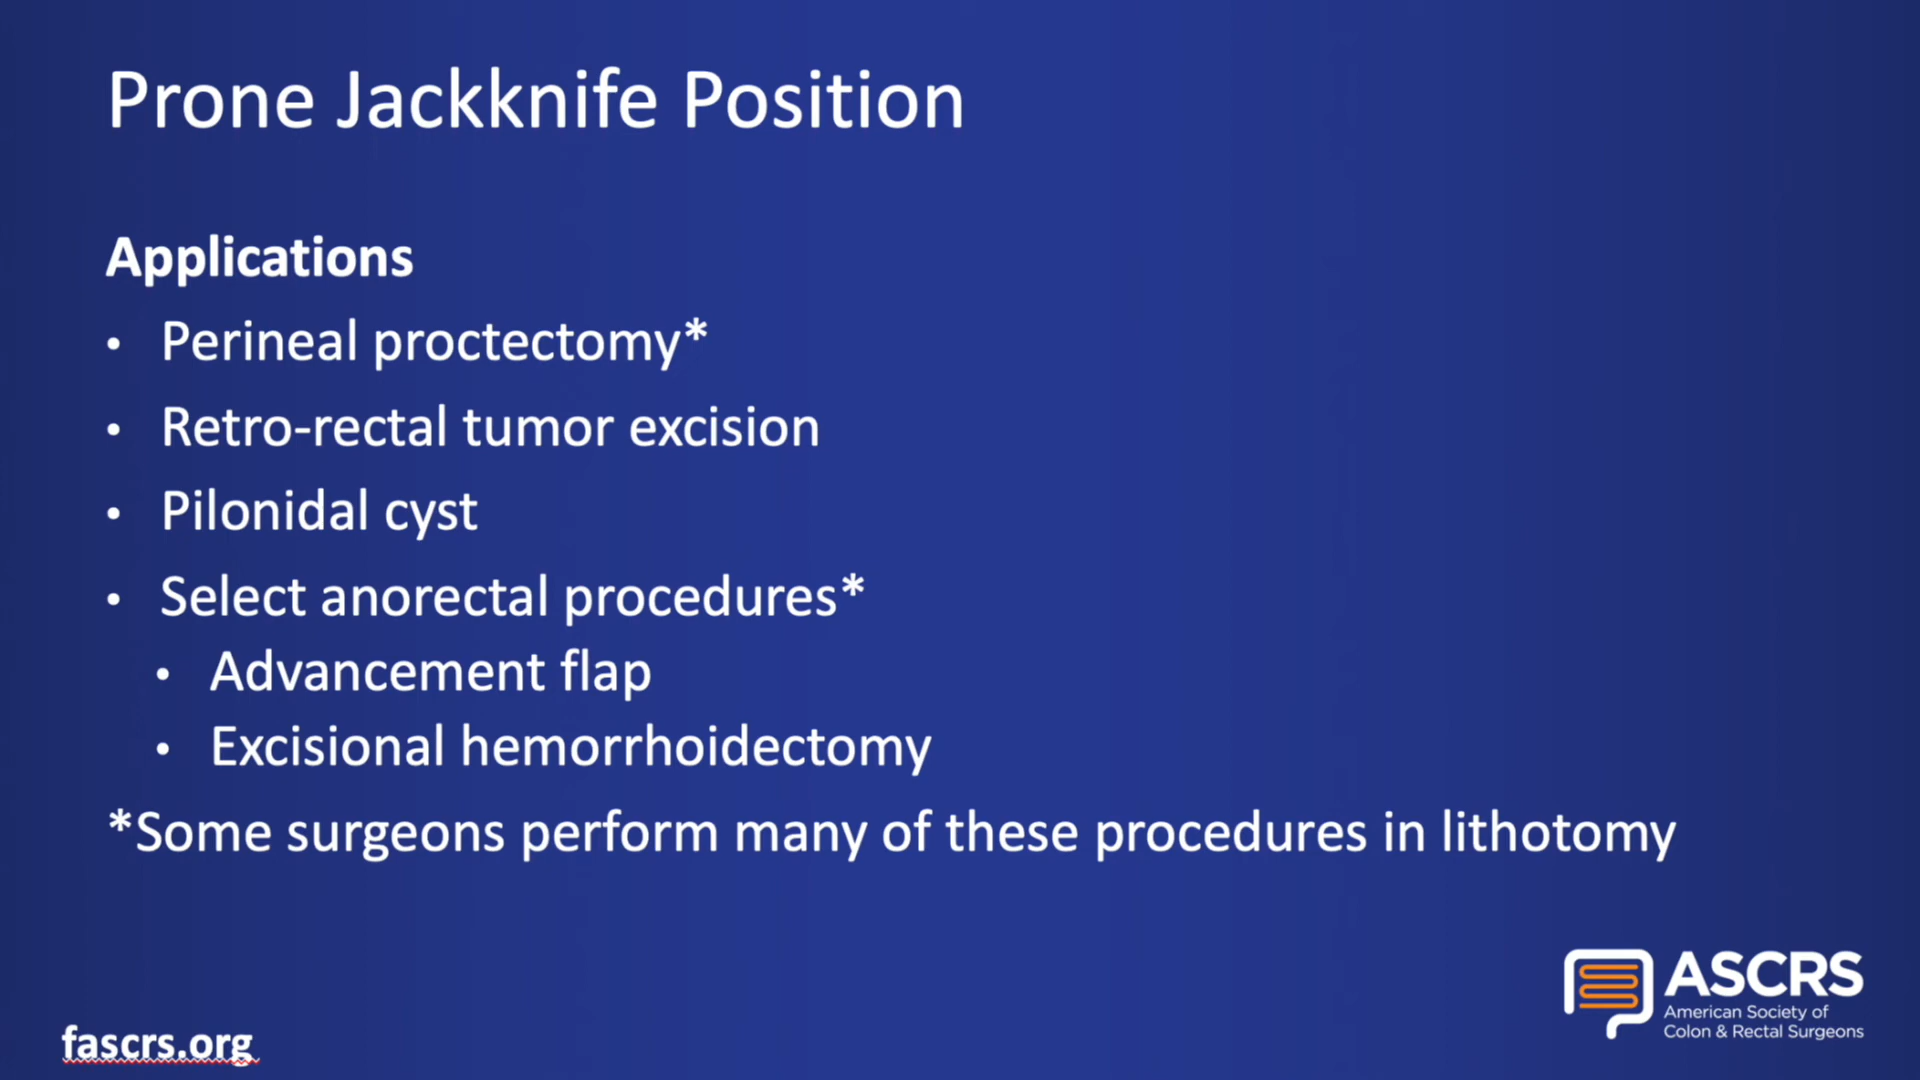 Prone Jackknife Position
Applications
• Perineal proctectomy*
• Retro-rectal tumor excision
• Pilonidal cyst
• Select anorectal procedures*
• Advancement flap
• Excisional hemorrhoidectomy
*Some surgeons perform many of these procedures in lithotomy
ASCRS
American Society of
Colon & Rectal Surgeons
fascrs.org